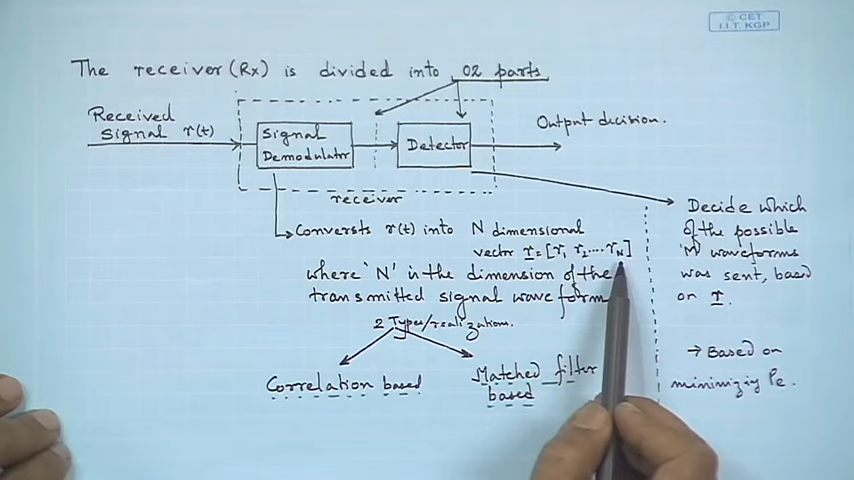 © CET
I.I.T. KGP
The receiver (Rx) is divided into 02 parts
Received
signal r(t)
Signal
Demodulator
Detector
Output decision.
receiver
Conversts r(t) into N dimensional
vector r = [r1 r2 .... rN]
where 'N' is the dimension of the
transmitted signal waveform
2 Types/realizations.
Correlation based
Matched filter
based
Decide which
of the possible
'M' waveforms
was sent, based
on r.
→ Based on
minimizing Pe.